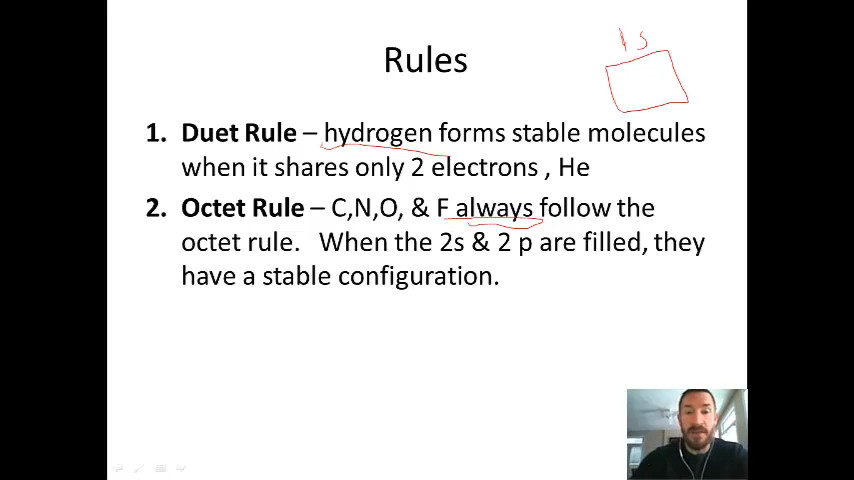 Rules
1 s
1. Duet Rule – hydrogen forms stable molecules
when it shares only 2 electrons , He
2. Octet Rule – C,N,O, & F always follow the
octet rule. When the 2s & 2 p are filled, they
have a stable configuration.